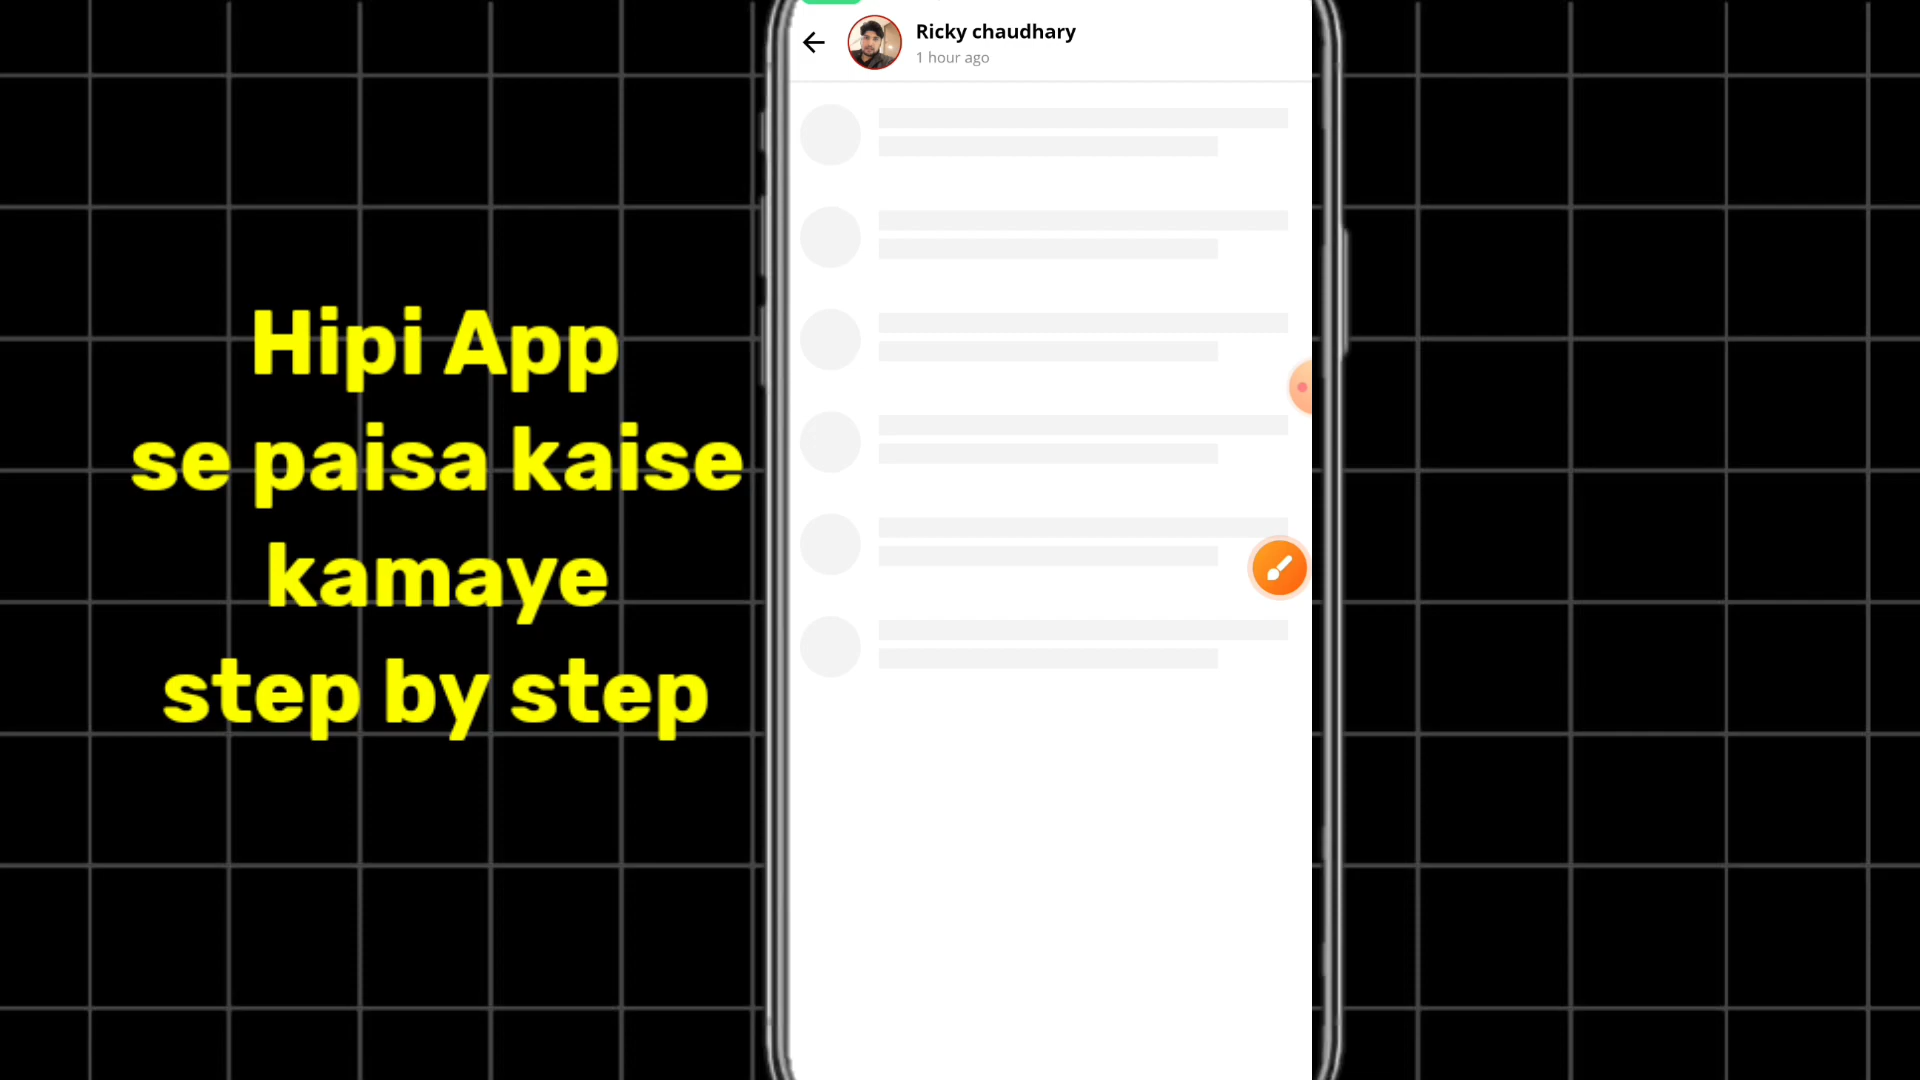 Ricky chaudhary
1 hour ago
Hipi App
se paisa kaise
kamaye
step by step